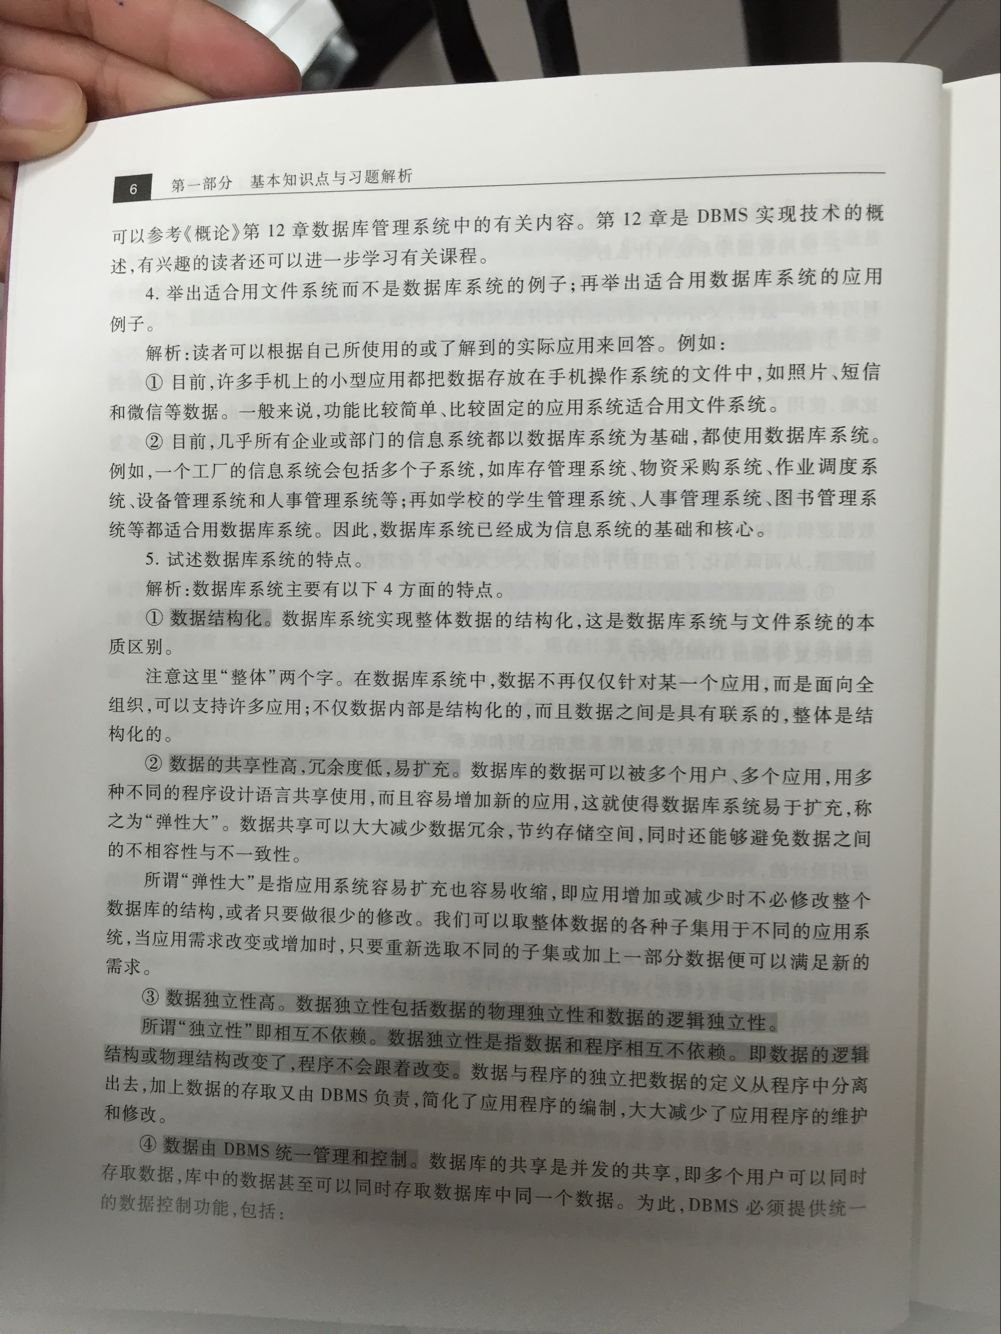 6 第一部分 基本知识点与习题解析
可以参考《概论》第 12 章数据库管理系统中的有关内容。第 12 章是 DBMS 实现技术的概
述,有兴趣的读者还可以进一步学习有关课程。
4. 举出适合用文件系统而不是数据库系统的例子;再举出适合用数据库系统的应用
例子。
解析:读者可以根据自己所使用的或了解到的实际应用来回答。例如:
① 目前,许多手机上的小型应用都把数据存放在手机操作系统的文件中,如照片、短信
和微信等数据。一般来说,功能比较简单、比较固定的应用系统适合用文件系统。
② 目前,几乎所有企业或部门的信息系统都以数据库系统为基础,都使用数据库系统。
例如,一个工厂的信息系统会包括多个子系统,如库存管理系统、物资采购系统、作业调度系
统、设备管理系统和人事管理系统等;再如学校的学生管理系统、人事管理系统、图书管理系
统等都适合用数据库系统。因此,数据库系统已经成为信息系统的基础和核心。
5. 试述数据库系统的特点。
解析:数据库系统主要有以下 4 方面的特点。
① 数据结构化。数据库系统实现整体数据的结构化,这是数据库系统与文件系统的本
质区别。
注意这里“整体”两个字。在数据库系统中,数据不再仅仅针对某一个应用,而是面向全
组织,可以支持许多应用;不仅数据内部是结构化的,而且数据之间是具有联系的,整体是结
构化的。
② 数据的共享性高,冗余度低,易扩充。数据库的数据可以被多个用户、多个应用,用多
种不同的程序设计语言共享使用,而且容易增加新的应用,这就使得数据库系统易于扩充,称
之为“弹性大”。数据共享可以大大减少数据冗余,节约存储空间,同时还能够避免数据之间
的不相容性与不一致性。
所谓“弹性大”是指应用系统容易扩充也容易收缩,即应用增加或减少时不必修改整个
数据库的结构,或者只要做很少的修改。我们可以取整体数据的各种子集用于不同的应用系
统,当应用需求改变或增加时,只要重新选取不同的子集或加上一部分数据便可以满足新的
需求。
③ 数据独立性高。数据独立性包括数据的物理独立性和数据的逻辑独立性。
所谓“独立性”即相互不依赖。数据独立性是指数据和程序相互不依赖。即数据的逻辑
结构或物理结构改变了,程序不会跟着改变。数据与程序的独立把数据的定义从程序中分离
出去,加上数据的存取又由 DBMS 负责,简化了应用程序的编制,大大减少了应用程序的维护
和修改。
④ 数据由 DBMS 统一管理和控制。数据库的共享是并发的共享,即多个用户可以同时
存取数据,库中的数据甚至可以同时存取数据库中同一个数据。为此,DBMS 必须提供统一
的数据控制功能,包括: